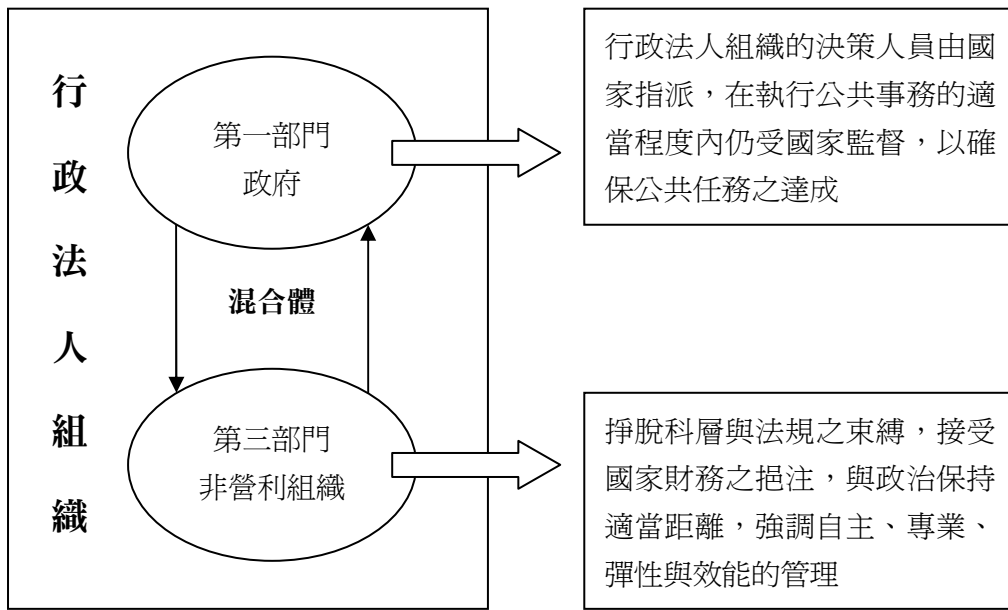 行政法人組織
第一部門
政府
混合體
第三部門
非營利組織
行政法人組織的決策人員由國
家指派，在執行公共事務的適
當程度內仍受國家監督，以確
保公共任務之達成
掙脫科層與法規之束縛，接受
國家財務之挹注，與政治保持
適當距離，強調自主、專業、
彈性與效能的管理